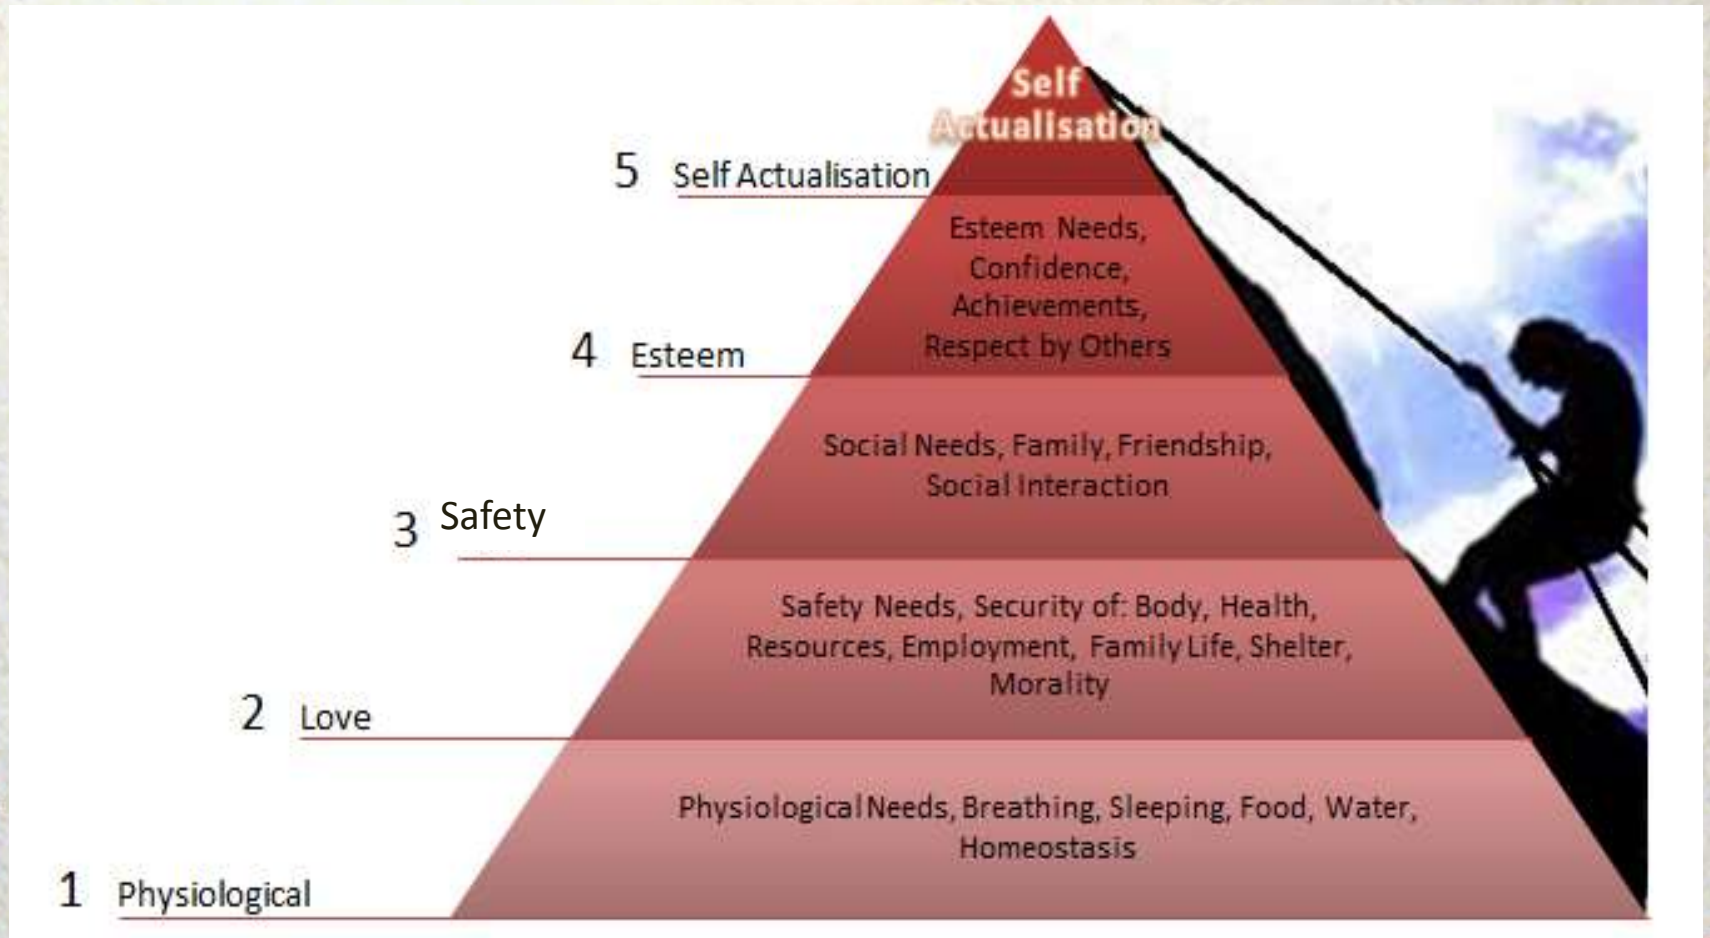 Self
Actualisation
5 Self Actualisation
Esteem Needs,
Confidence,
Achievements,
Respect by Others
4 Esteem
Social Needs, Family, Friendship,
Social Interaction
3 Safety
Safety Needs, Security of: Body, Health,
Resources, Employment, Family Life, Shelter,
Morality
2 Love
Physiological Needs, Breathing, Sleeping, Food, Water,
Homeostasis
1 Physiological